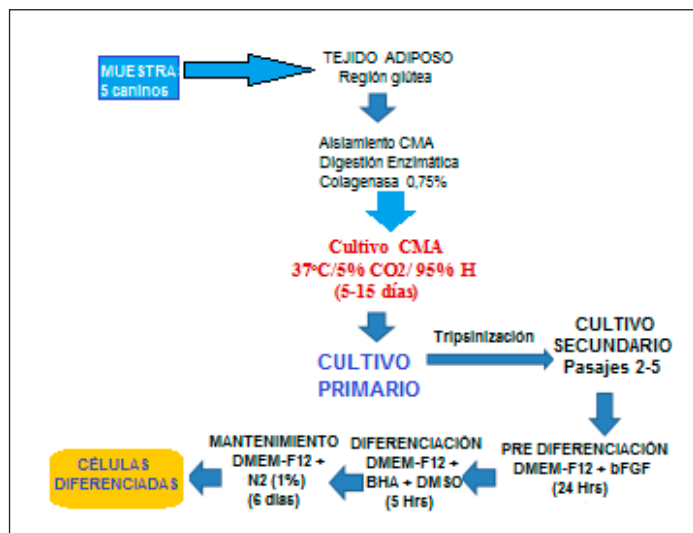 MUESTRA
5 caninos
TEJIDO ADIPOSO
Región glútea
Aislamiento CMA
Digestión Enzimática
Colagenasa 0,75%
Cultivo CMA
37ºC/5% CO2/ 95% H
(5-15 días)
CULTIVO
PRIMARIO
Tripsinización
CULTIVO
SECUNDARIO
Pasajes 2-5
PRE DIFERENCIACIÓN
DMEM-F12 + bFGF
(24 Hrs)
DIFERENCIACIÓN
DMEM-F12 +
BHA + DMSO
(5 Hrs)
MANTENIMIENTO
DMEM-F12 +
N2 (1%)
(6 días)
CÉLULAS
DIFERENCIADAS